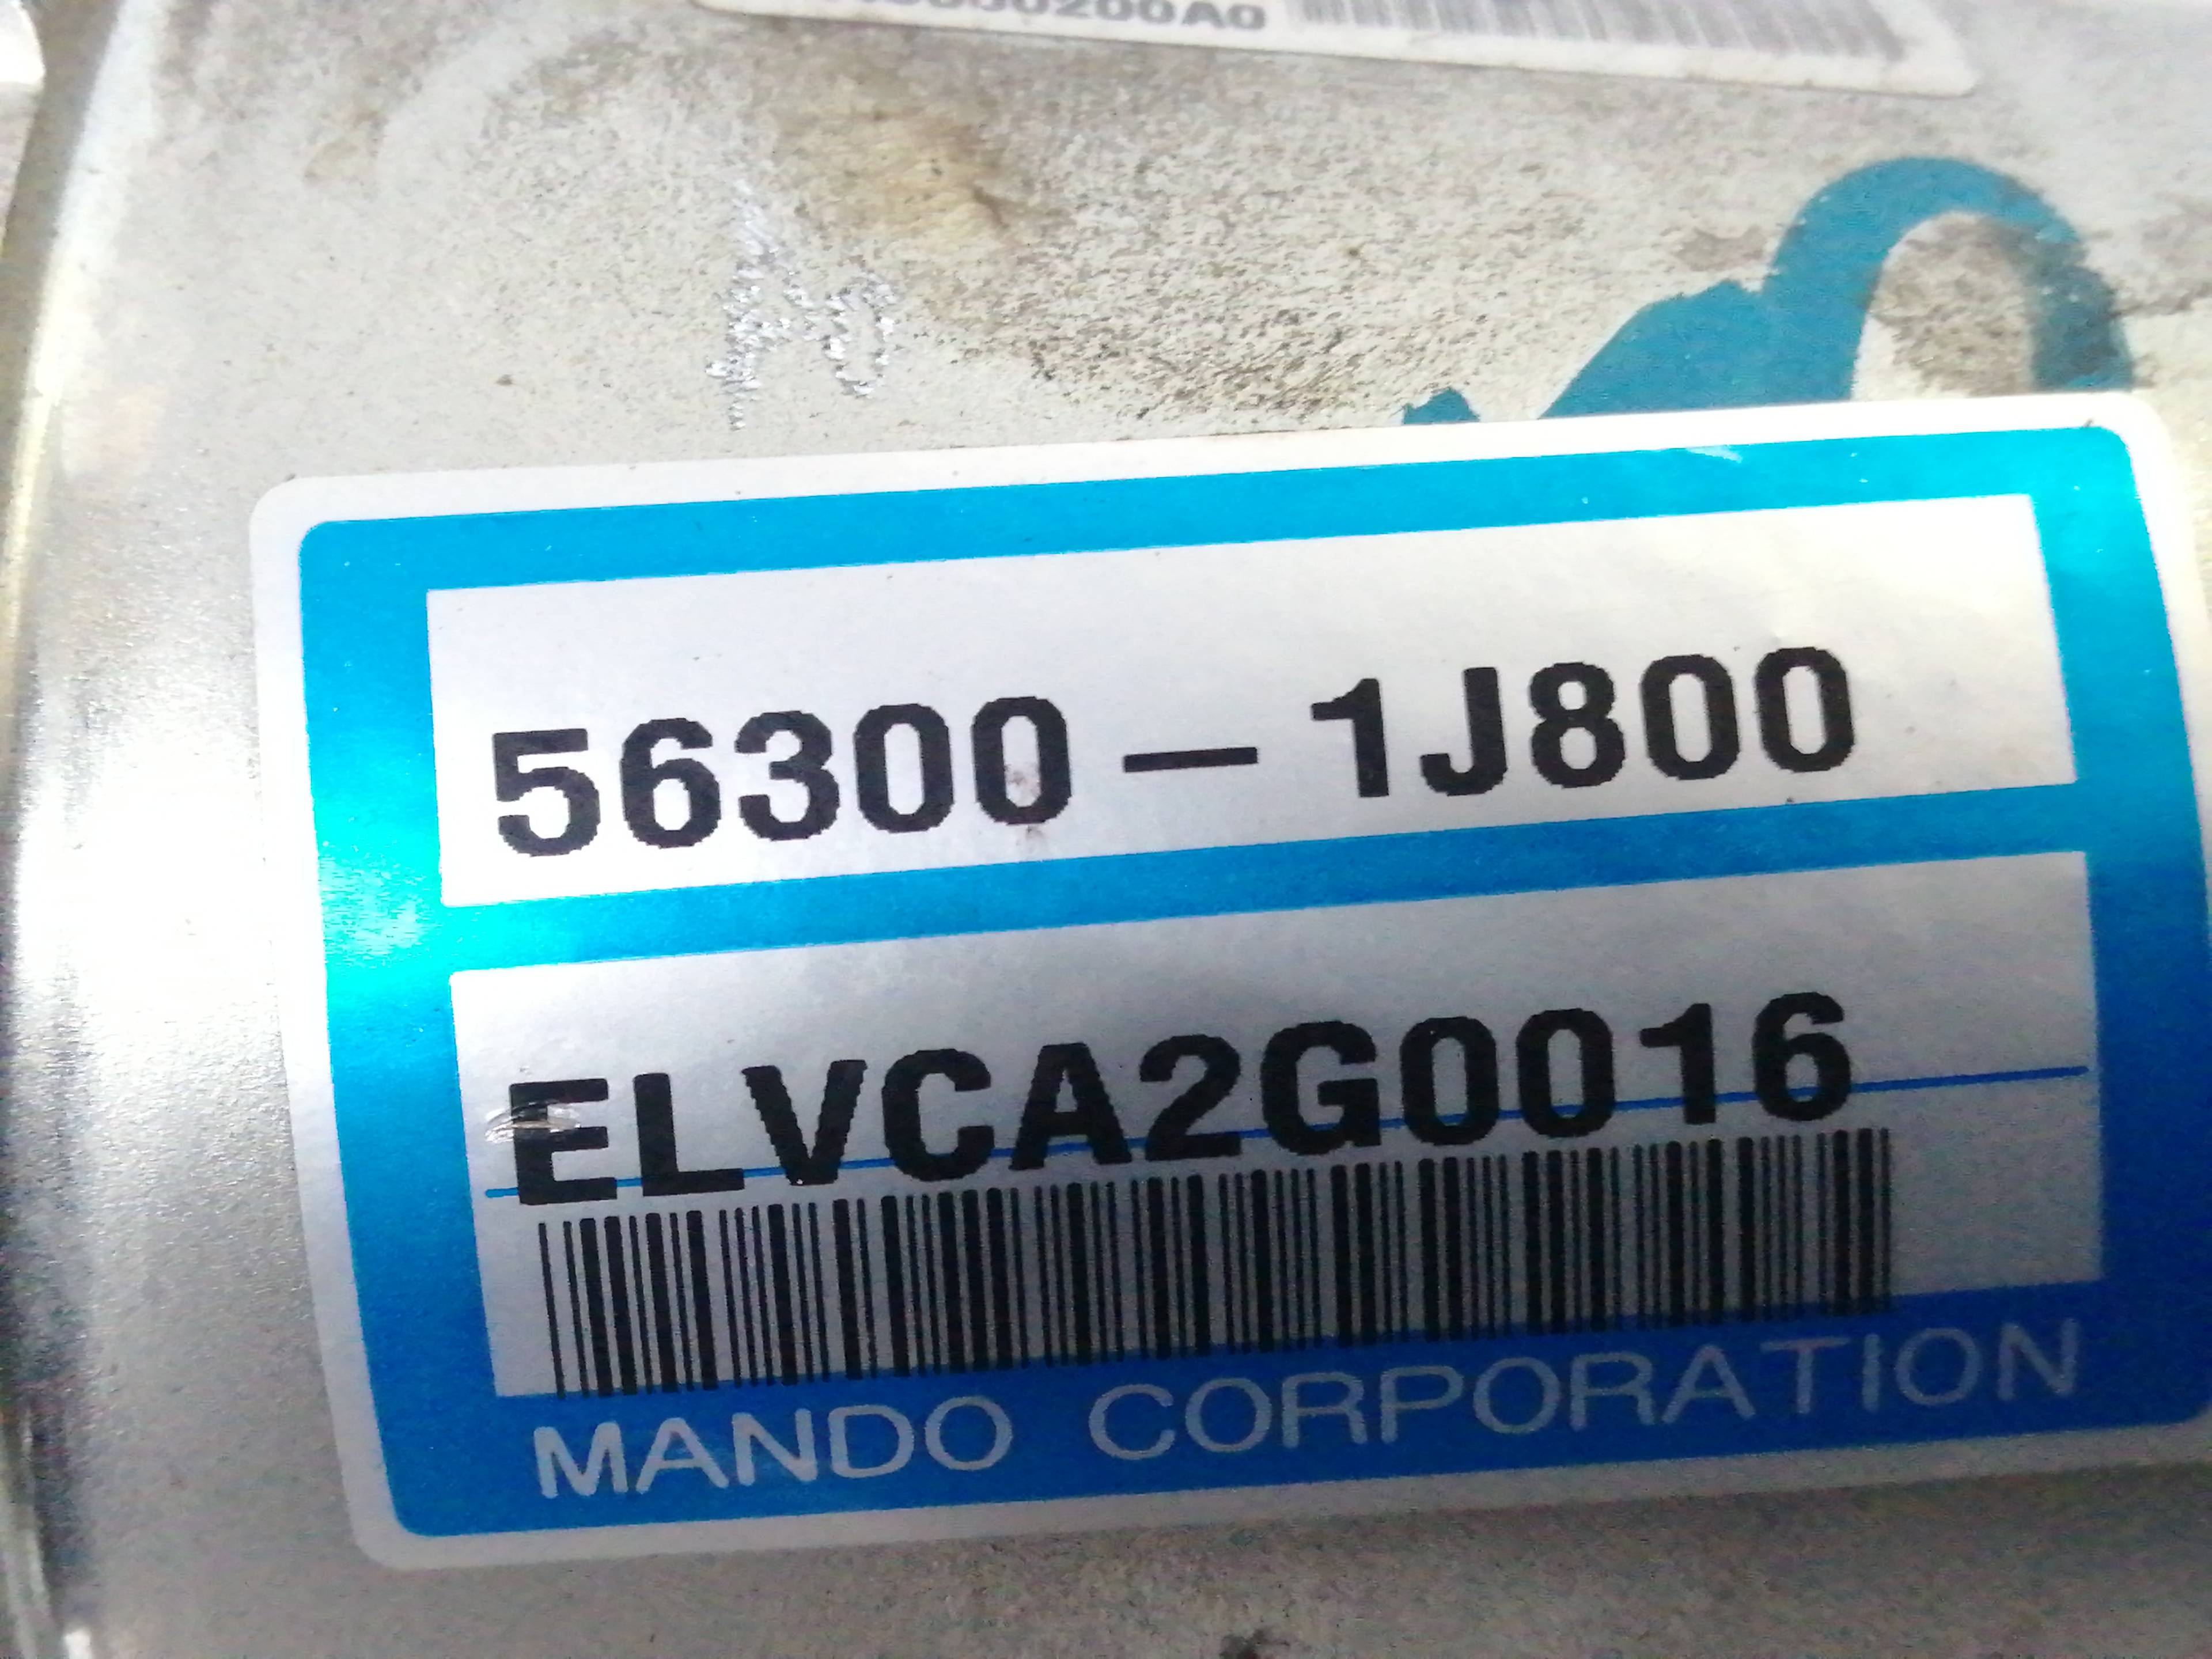 56300-1J800
ELVCA2G0016
MANDO CORPORATION